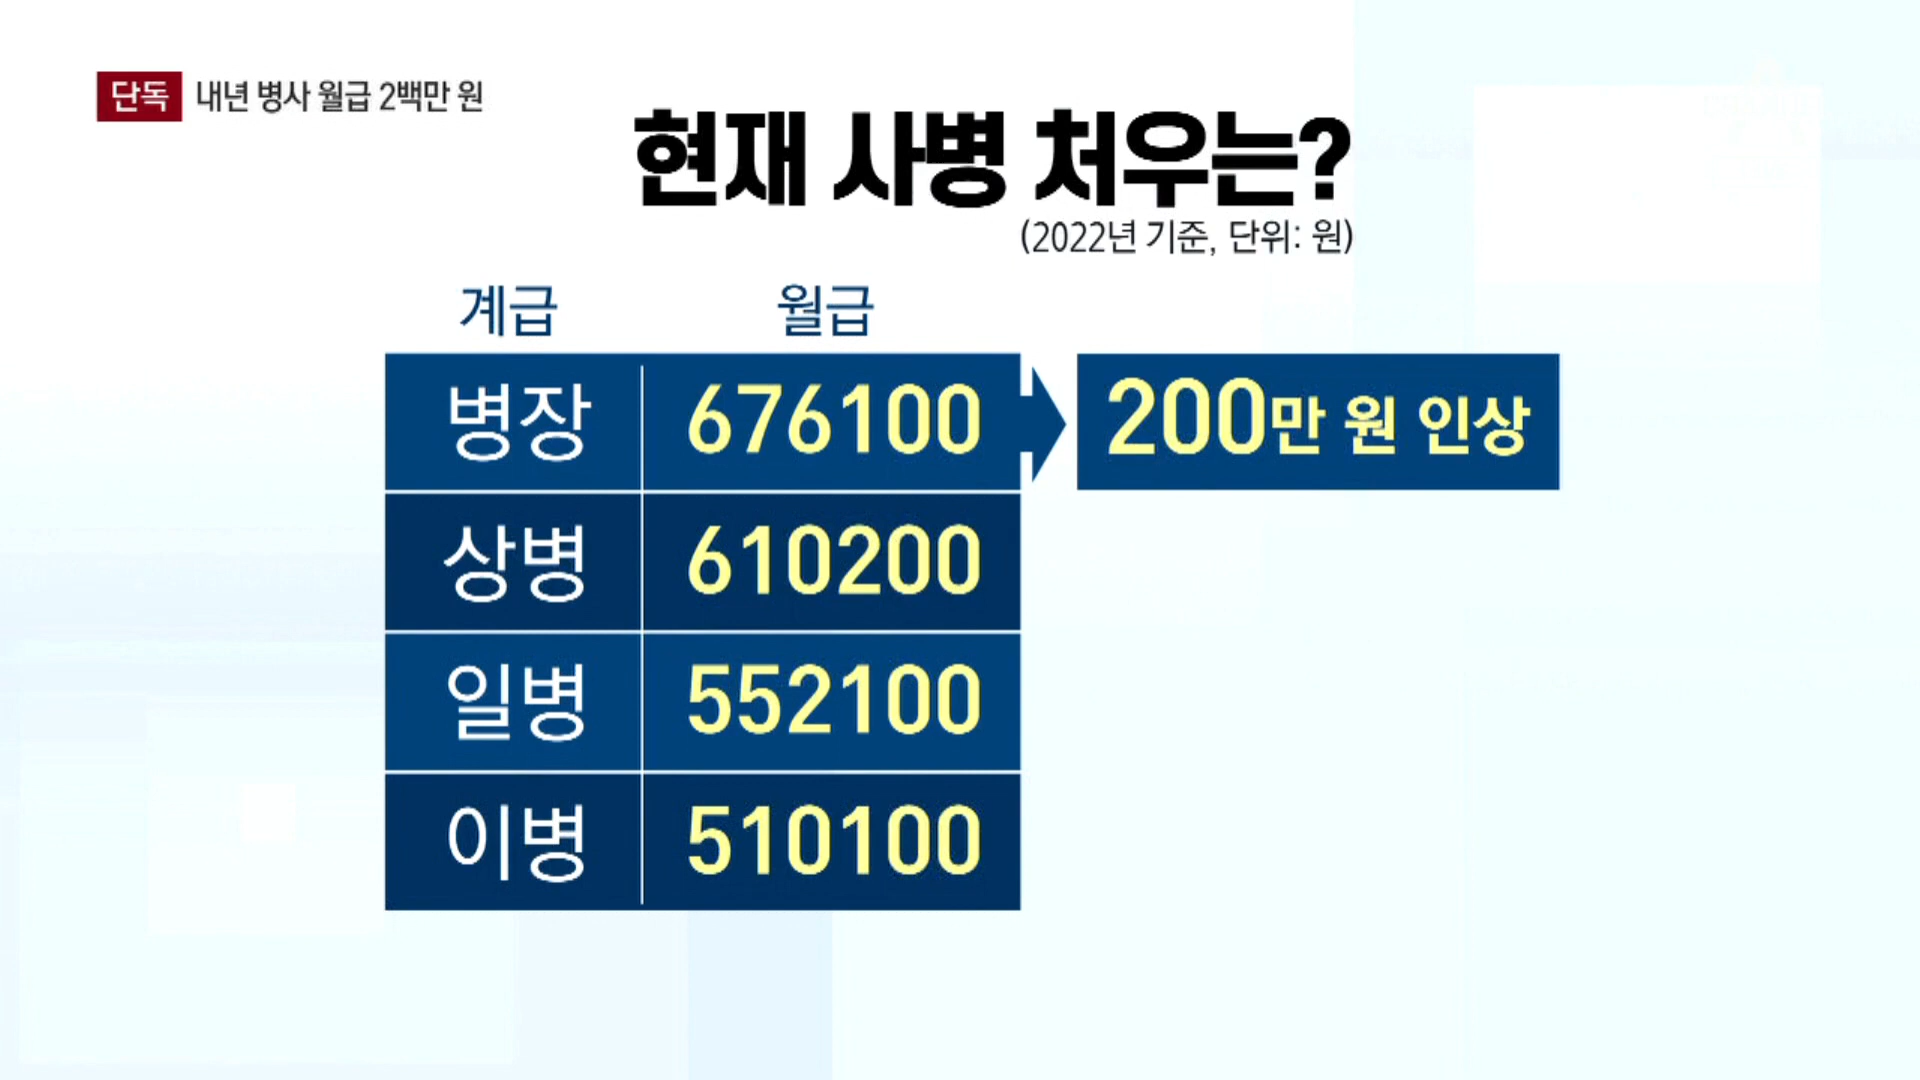 단독 내년 병사 월급 2백만 원
현재 사병 처우는?
(2022년 기준, 단위: 원)
계급 월급
병장 676100 200만 원 인상
상병 610200
일병 552100
이병 510100